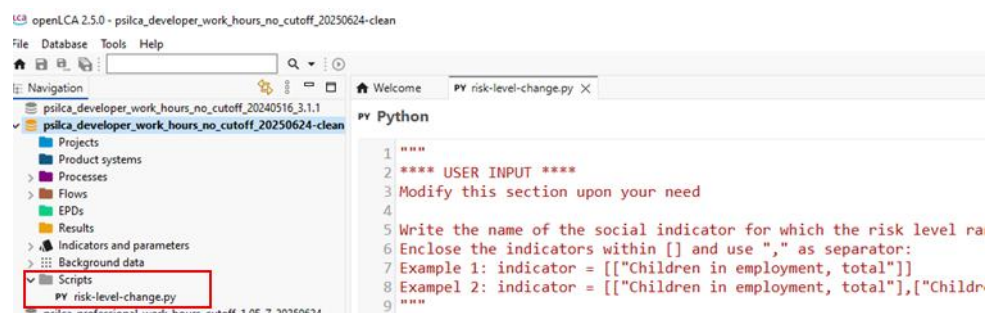 openLCA 2.5.0 - psilca_developer_work_hours_no_cutoff_20250624-clean
File Database Tools Help
Navigation
psilca_developer_work_hours_no_cutoff_20240516_3.1.1
psilca_developer_work_hours_no_cutoff_20250624-clean
Projects
Product systems
Processes
Flows
EPDs
Results
Indicators and parameters
Background data
Scripts
PY risk-level-change.py
Welcome PY risk-level-change.py
PY Python
1 """
2 **** USER INPUT ****
3 Modify this section upon your need
4
5 Write the name of the social indicator for which the risk level ra
6 Enclose the indicators within [] and use "," as separator:
7 Example 1: indicator = [["Children in employment, total"]]
8 Exampel 2: indicator = [["Children in employment, total"],["Childr
9 """